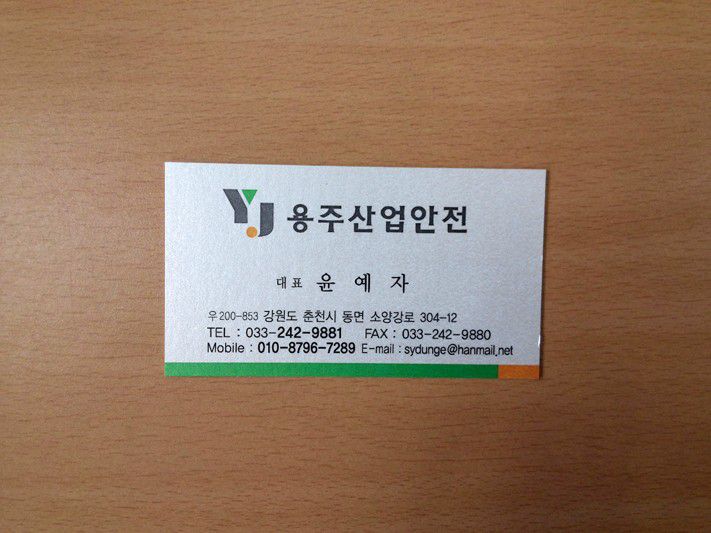 YJ 용주산업안전
대표 윤예자
우200-853 강원도 춘천시 동면 소양강로 304-12
TEL : 033-242-9881 FAX : 033-242-9880
Mobile : 010-8796-7289 E-mail : sydunge@hanmail.net